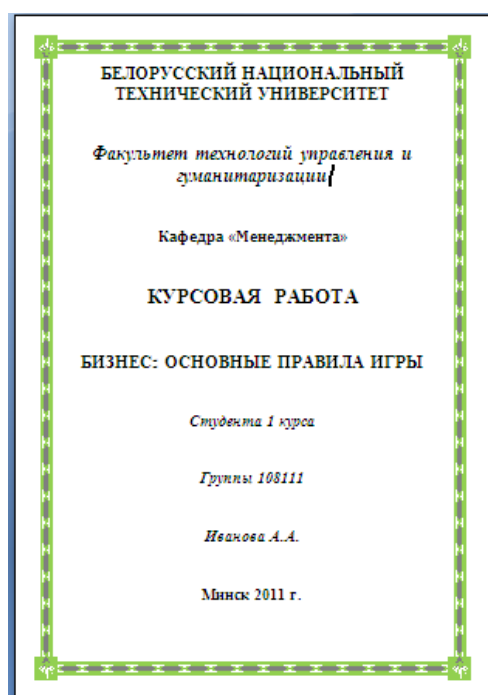 БЕЛОРУССКИЙ НАЦИОНАЛЬНЫЙ
ТЕХНИЧЕСКИЙ УНИВЕРСИТЕТ
Факультет технологий управления и
гуманитаризации
Кафедра «Менеджмента»
КУРСОВАЯ РАБОТА
БИЗНЕС: ОСНОВНЫЕ ПРАВИЛА ИГРЫ
Студента 1 курса
Группы 108111
Иванова А.А.
Минск 2011 г.